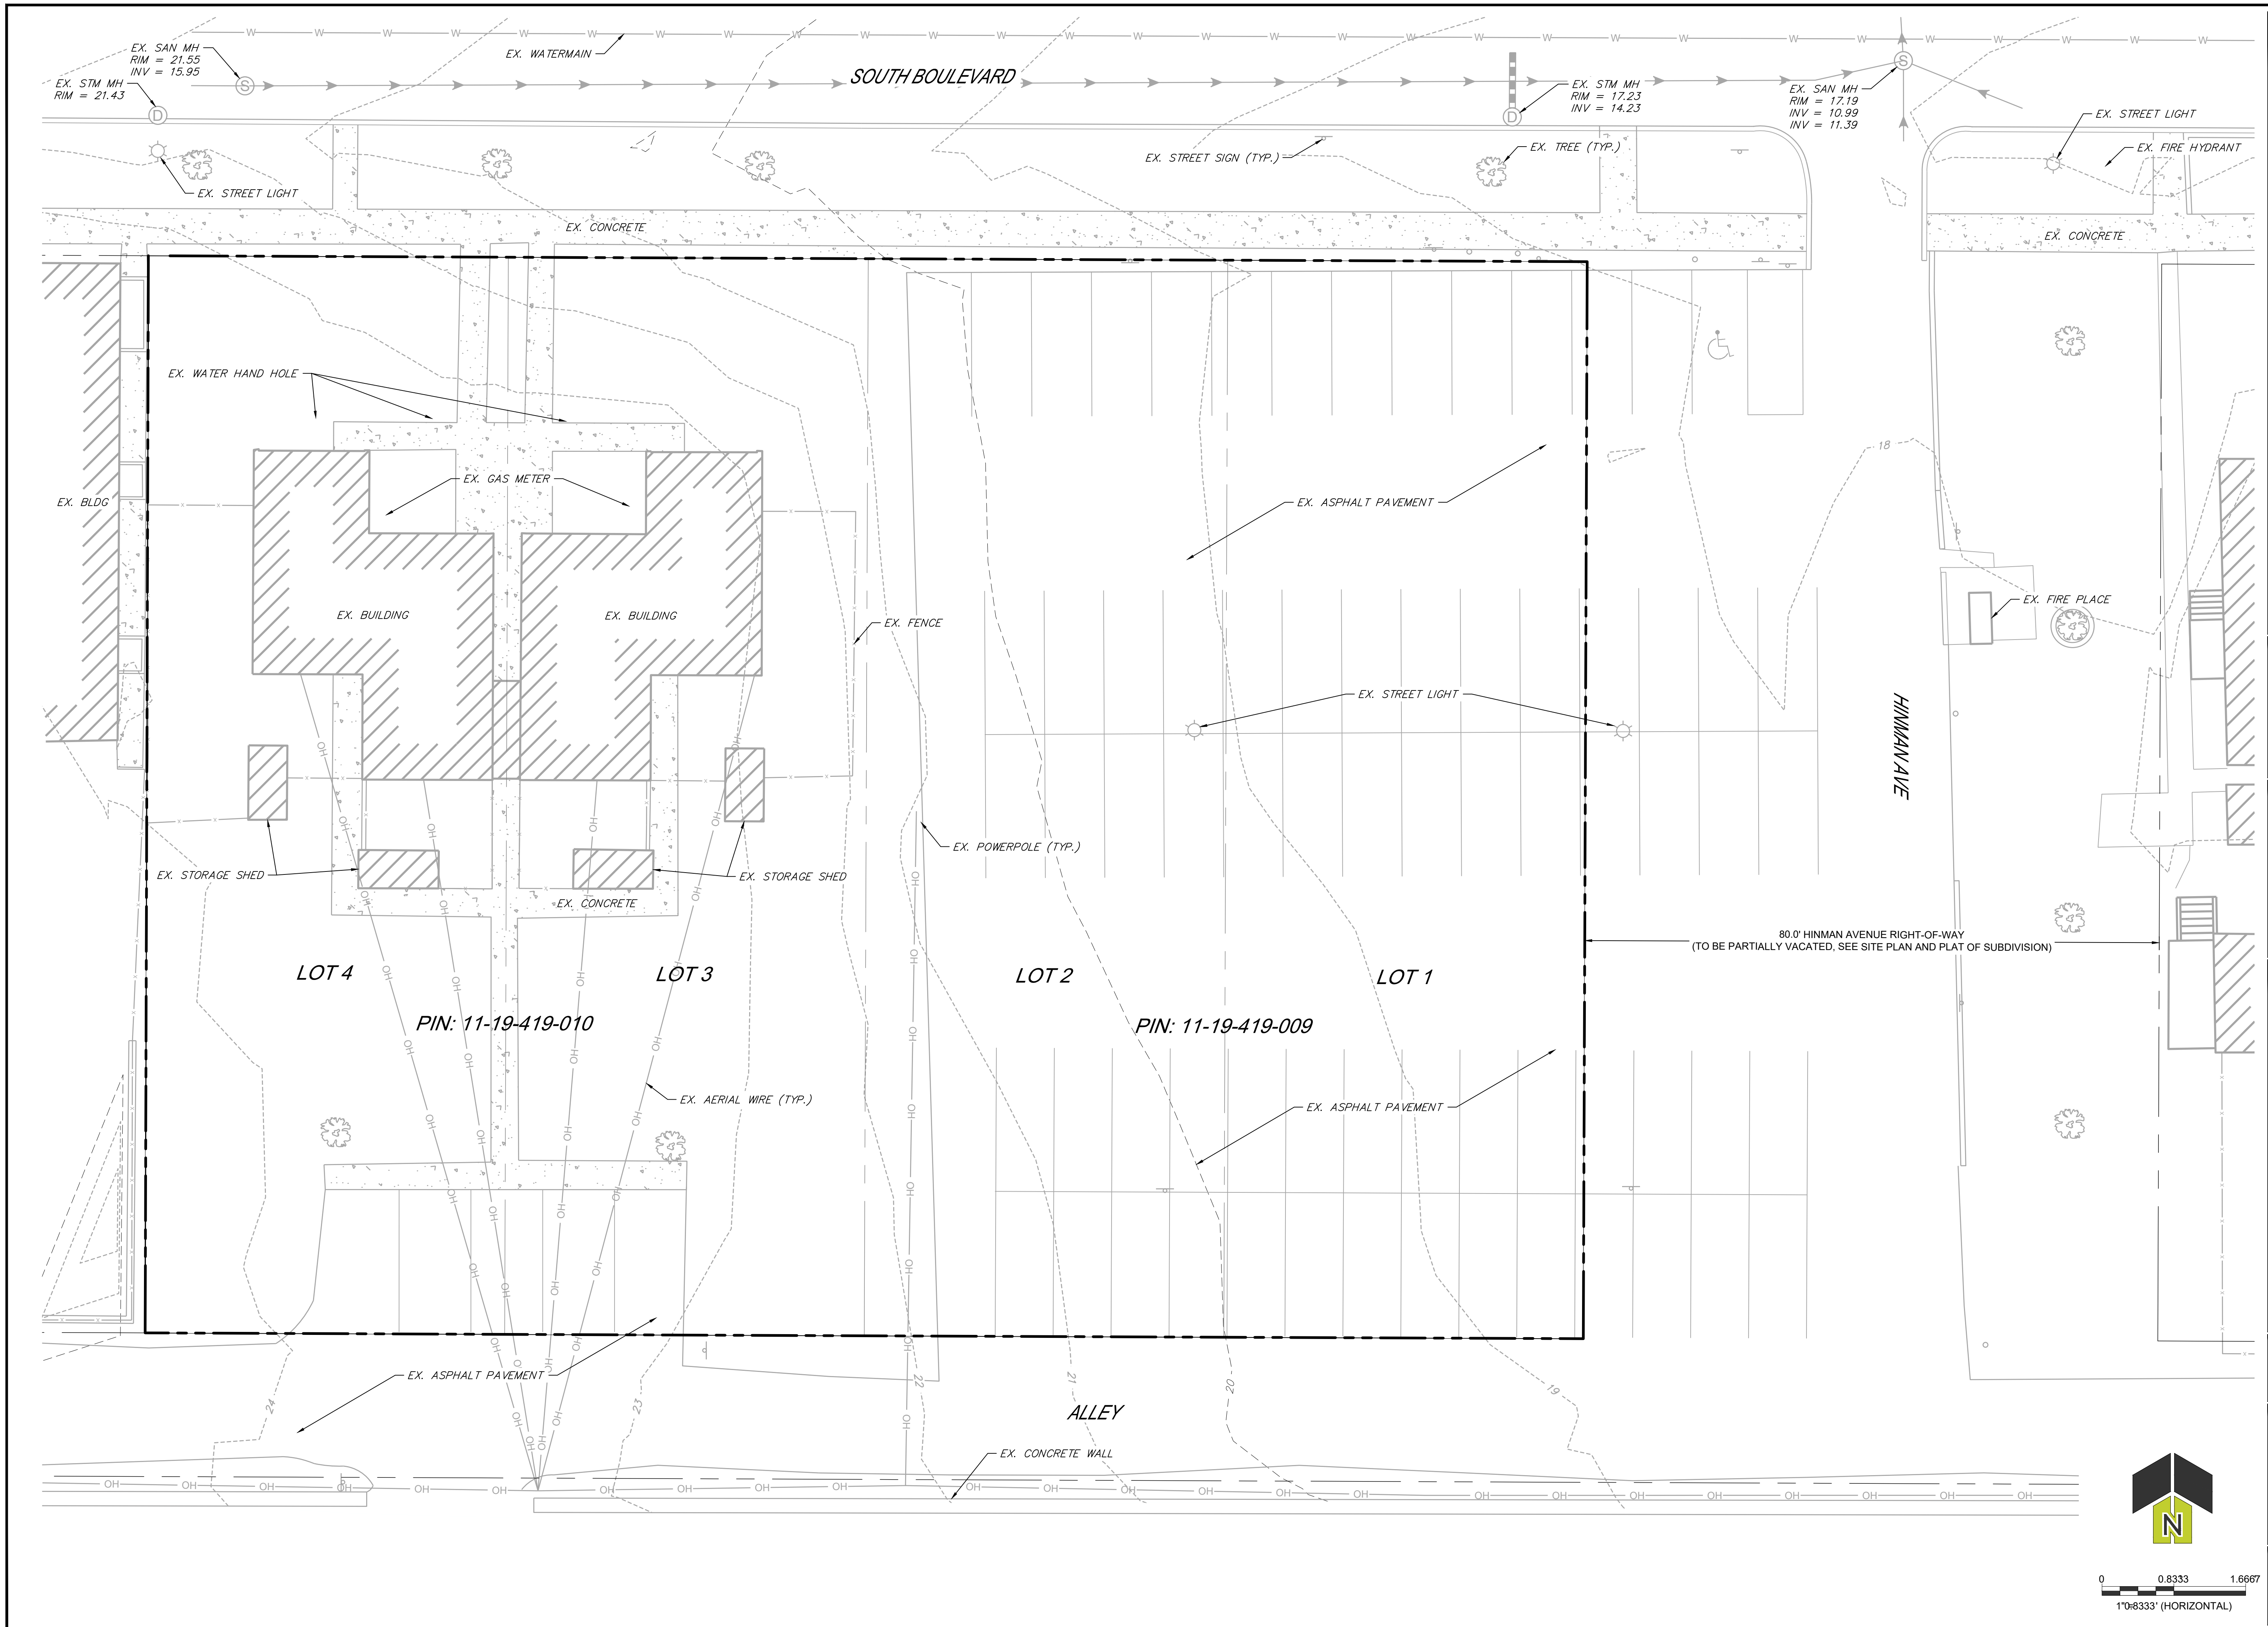 EX. SAN MH
RIM = 21.55
INV = 15.95
EX. STM MH
RIM = 21.43
EX. WATERMAIN
SOUTH BOULEVARD
EX. STM MH
RIM = 17.23
INV = 14.23
EX. SAN MH
RIM = 17.19
INV = 10.99
INV = 11.39
EX. STREET LIGHT
EX. FIRE HYDRANT
EX. STREET SIGN (TYP.)
EX. TREE (TYP.)
EX. STREET LIGHT
EX. CONCRETE
EX. CONCRETE
EX. WATER HAND HOLE
EX. GAS METER
EX. BLDG
EX. ASPHALT PAVEMENT
18
EX. BUILDING
EX. BUILDING
EX. FENCE
EX. FIRE PLACE
EX. STREET LIGHT
HINMAN AVE
EX. POWERPOLE (TYP.)
EX. STORAGE SHED
EX. STORAGE SHED
EX. CONCRETE
80.0' HINMAN AVENUE RIGHT-OF-WAY
(TO BE PARTIALLY VACATED, SEE SITE PLAN AND PLAT OF SUBDIVISION)
LOT 4
LOT 3
LOT 2
LOT 1
PIN: 11-19-419-010
PIN: 11-19-419-009
EX. AERIAL WIRE (TYP.)
EX. ASPHALT PAVEMENT
EX. ASPHALT PAVEMENT
24
23
22
21
20
19
ALLEY
EX. CONCRETE WALL
N
0 0.8333 1.6667
(HORIZONTAL)